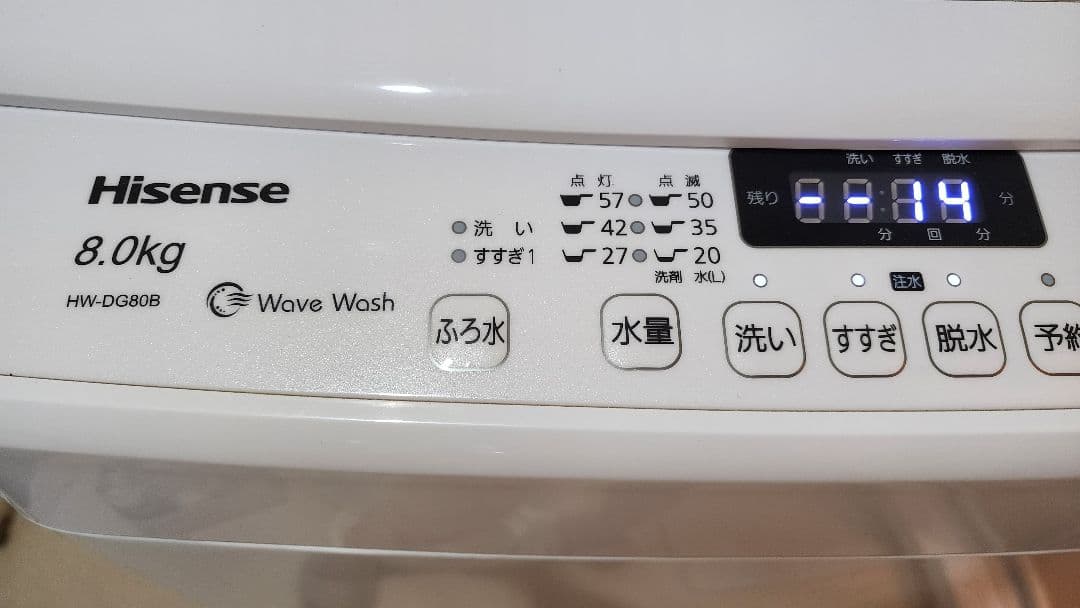 Hisense
8.0kg
HW-DG80B
Wave Wash
洗い
すすぎ1
ふろ水
点灯 点滅
57 50
42 35
27 20
洗剤 水(L)
水量
洗い すすぎ 脱水
残り --14 分
分 回 分
注水
洗い
すすぎ
脱水